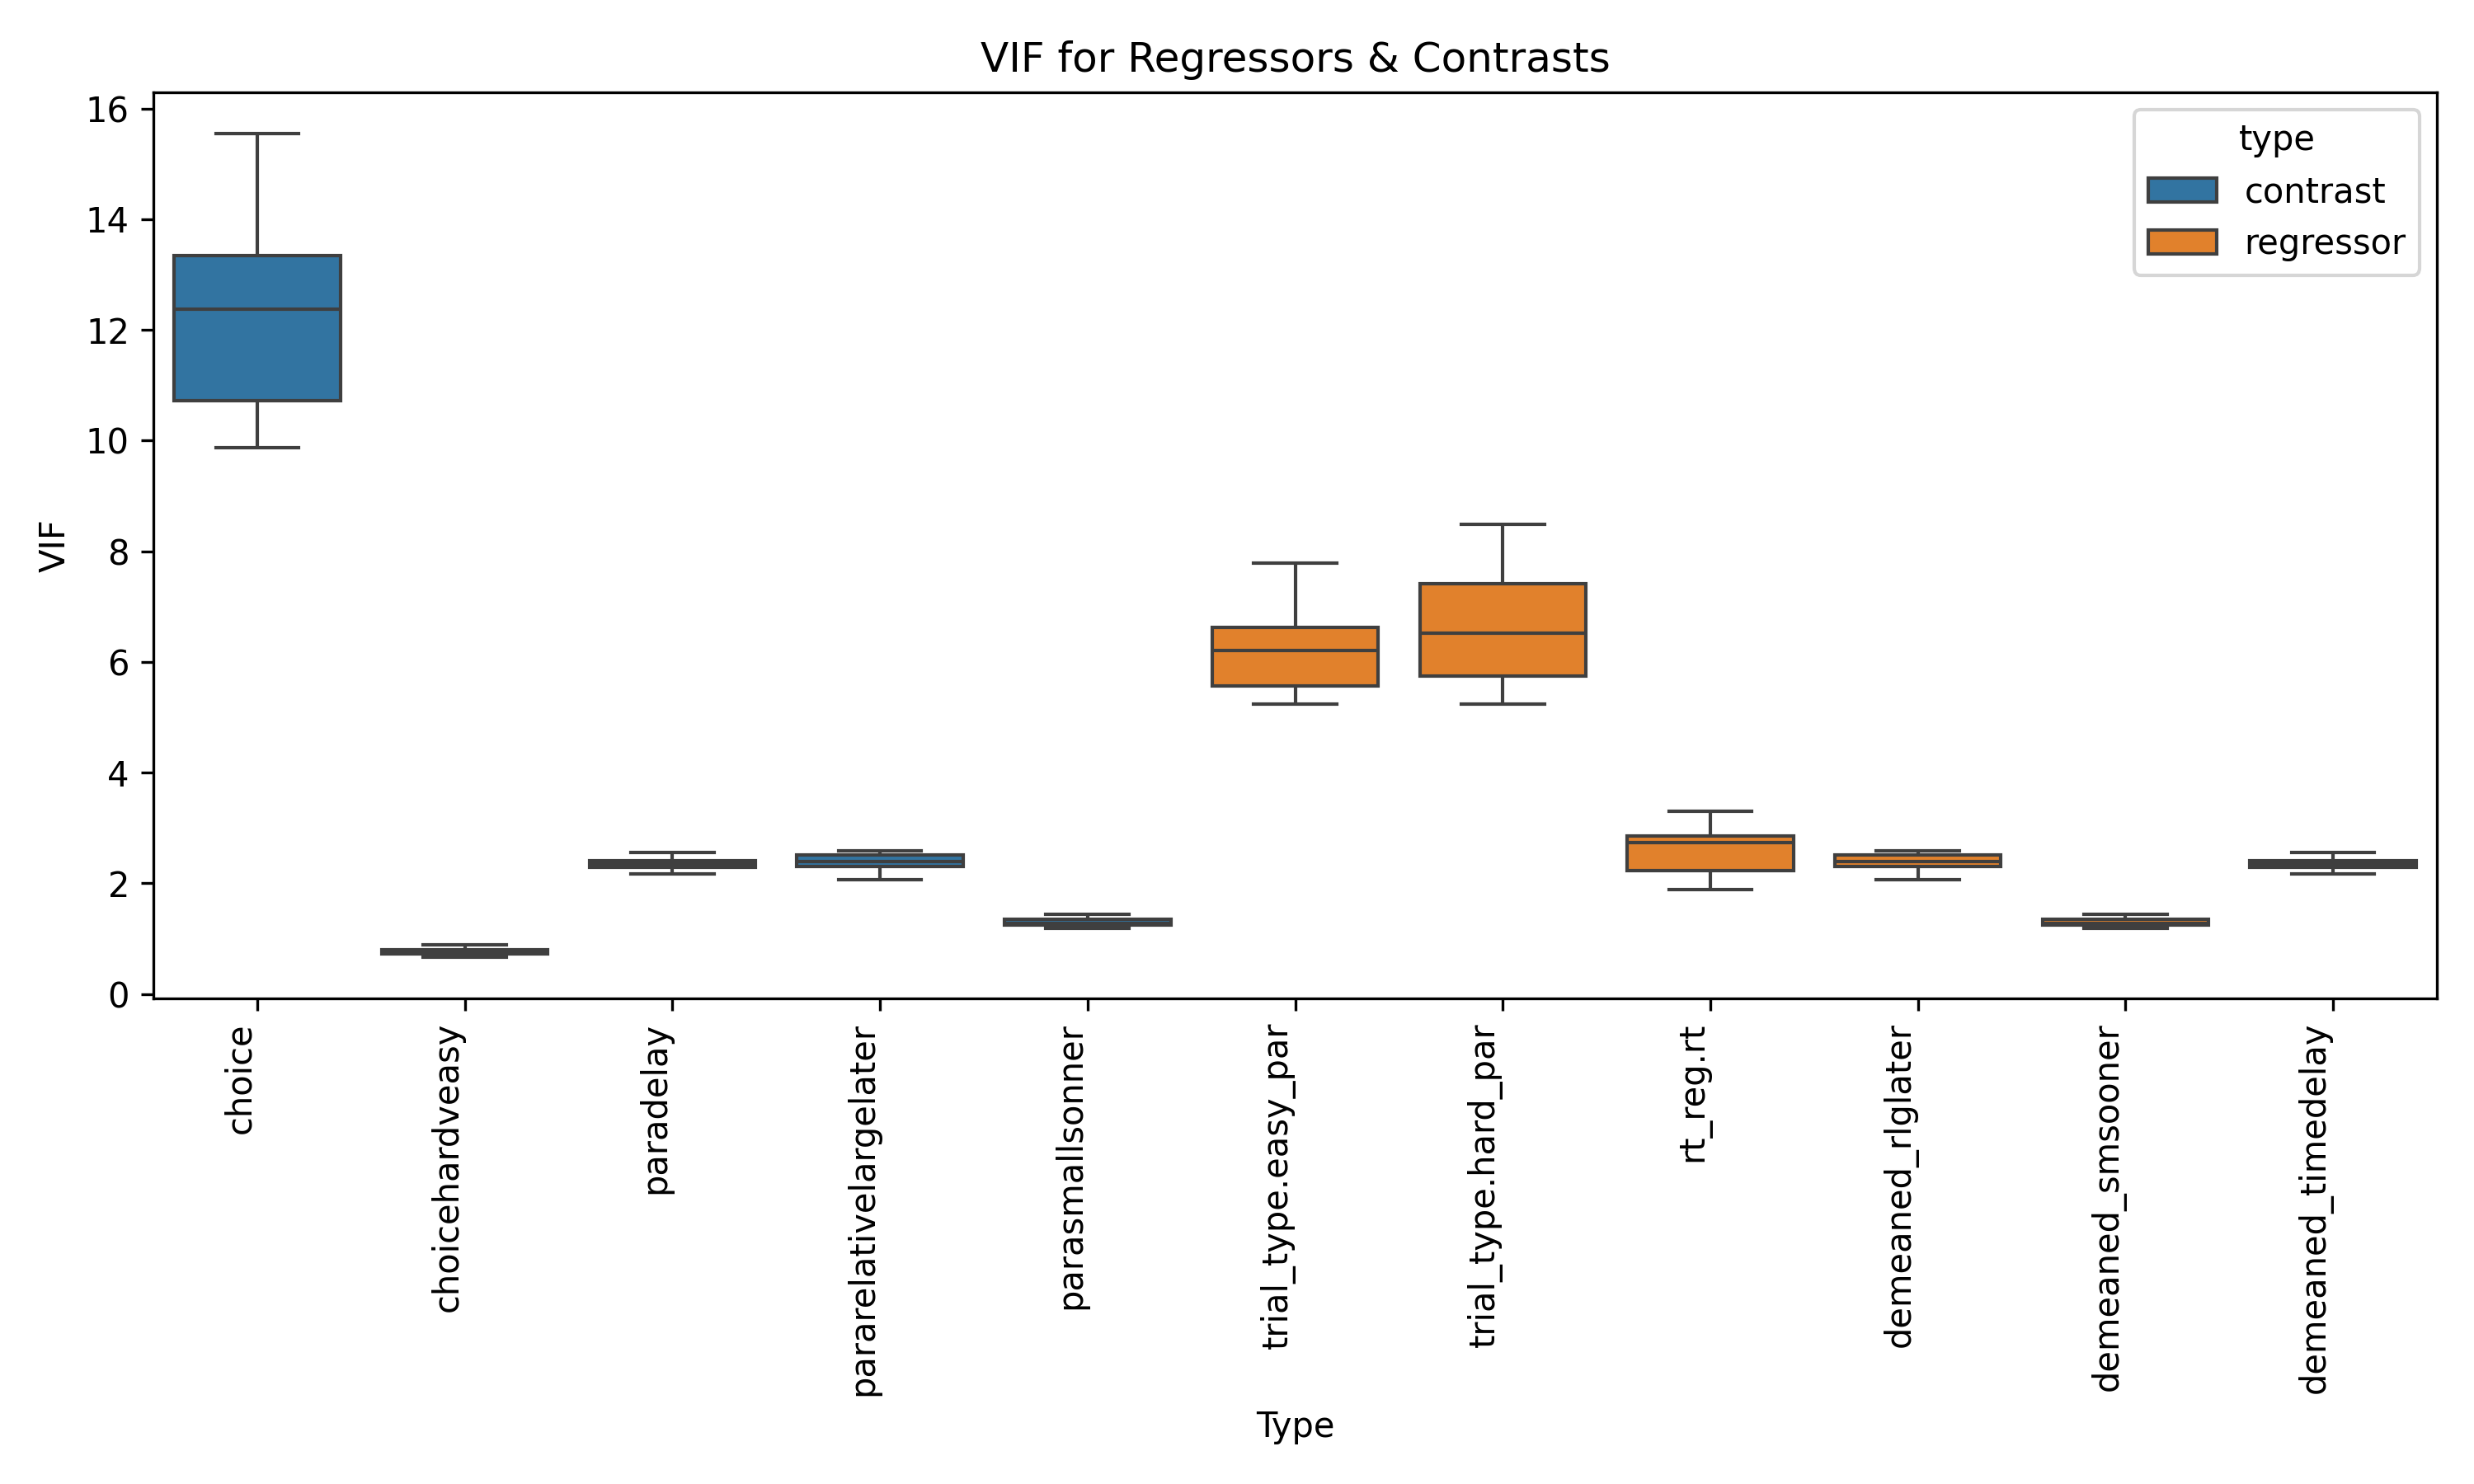 VIF for Regressors & Contrasts
type
contrast
regressor
VIF
16
14
12
10
8
6
4
2
0
choice
choicehardveasy
paradelay
pararelativelargelater
parasmallsonner
trial_type.easy_par
trial_type.hard_par
rt_reg.rt
demeaned_rlglater
demeaned_smsooner
demeaned_timedelay
Type